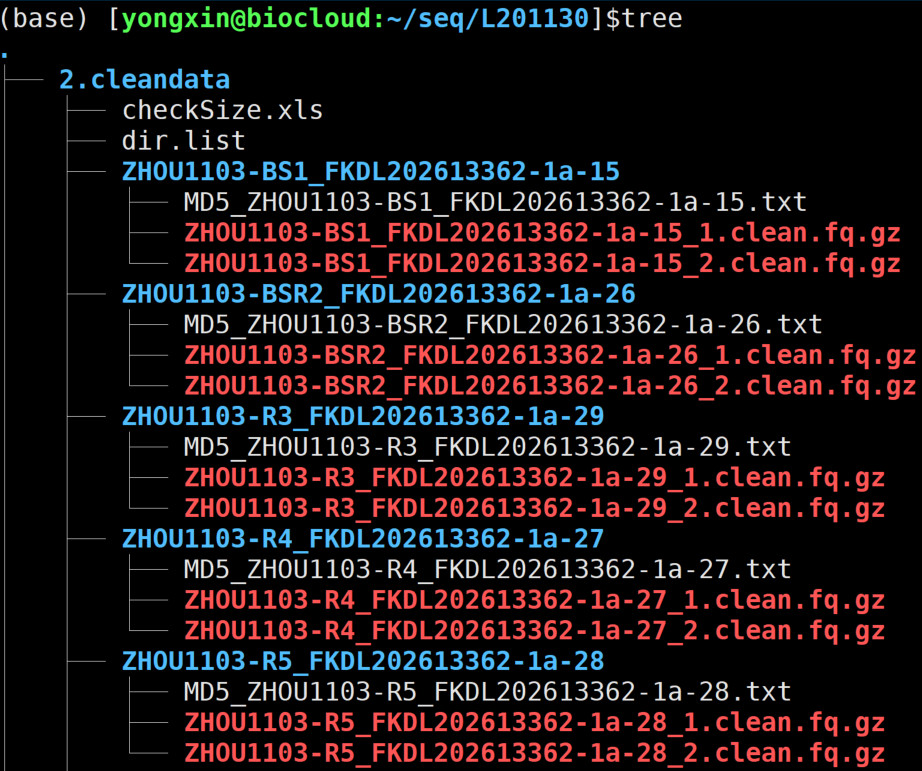 (base) [yongxin@biocloud:~/seq/L201130]$tree
.
├── 2.cleandata
│   ├── checkSize.xls
│   ├── dir.list
│   ├── ZHOU1103-BS1_FKDL202613362-1a-15
│   │   ├── MD5_ZHOU1103-BS1_FKDL202613362-1a-15.txt
│   │   ├── ZHOU1103-BS1_FKDL202613362-1a-15_1.clean.fq.gz
│   │   └── ZHOU1103-BS1_FKDL202613362-1a-15_2.clean.fq.gz
│   ├── ZHOU1103-BSR2_FKDL202613362-1a-26
│   │   ├── MD5_ZHOU1103-BSR2_FKDL202613362-1a-26.txt
│   │   ├── ZHOU1103-BSR2_FKDL202613362-1a-26_1.clean.fq.gz
│   │   └── ZHOU1103-BSR2_FKDL202613362-1a-26_2.clean.fq.gz
│   ├── ZHOU1103-R3_FKDL202613362-1a-29
│   │   ├── MD5_ZHOU1103-R3_FKDL202613362-1a-29.txt
│   │   ├── ZHOU1103-R3_FKDL202613362-1a-29_1.clean.fq.gz
│   │   └── ZHOU1103-R3_FKDL202613362-1a-29_2.clean.fq.gz
│   ├── ZHOU1103-R4_FKDL202613362-1a-27
│   │   ├── MD5_ZHOU1103-R4_FKDL202613362-1a-27.txt
│   │   ├── ZHOU1103-R4_FKDL202613362-1a-27_1.clean.fq.gz
│   │   └── ZHOU1103-R4_FKDL202613362-1a-27_2.clean.fq.gz
│   ├── ZHOU1103-R5_FKDL202613362-1a-28
│   │   ├── MD5_ZHOU1103-R5_FKDL202613362-1a-28.txt
│   │   ├── ZHOU1103-R5_FKDL202613362-1a-28_1.clean.fq.gz
│   │   └── ZHOU1103-R5_FKDL202613362-1a-28_2.clean.fq.gz